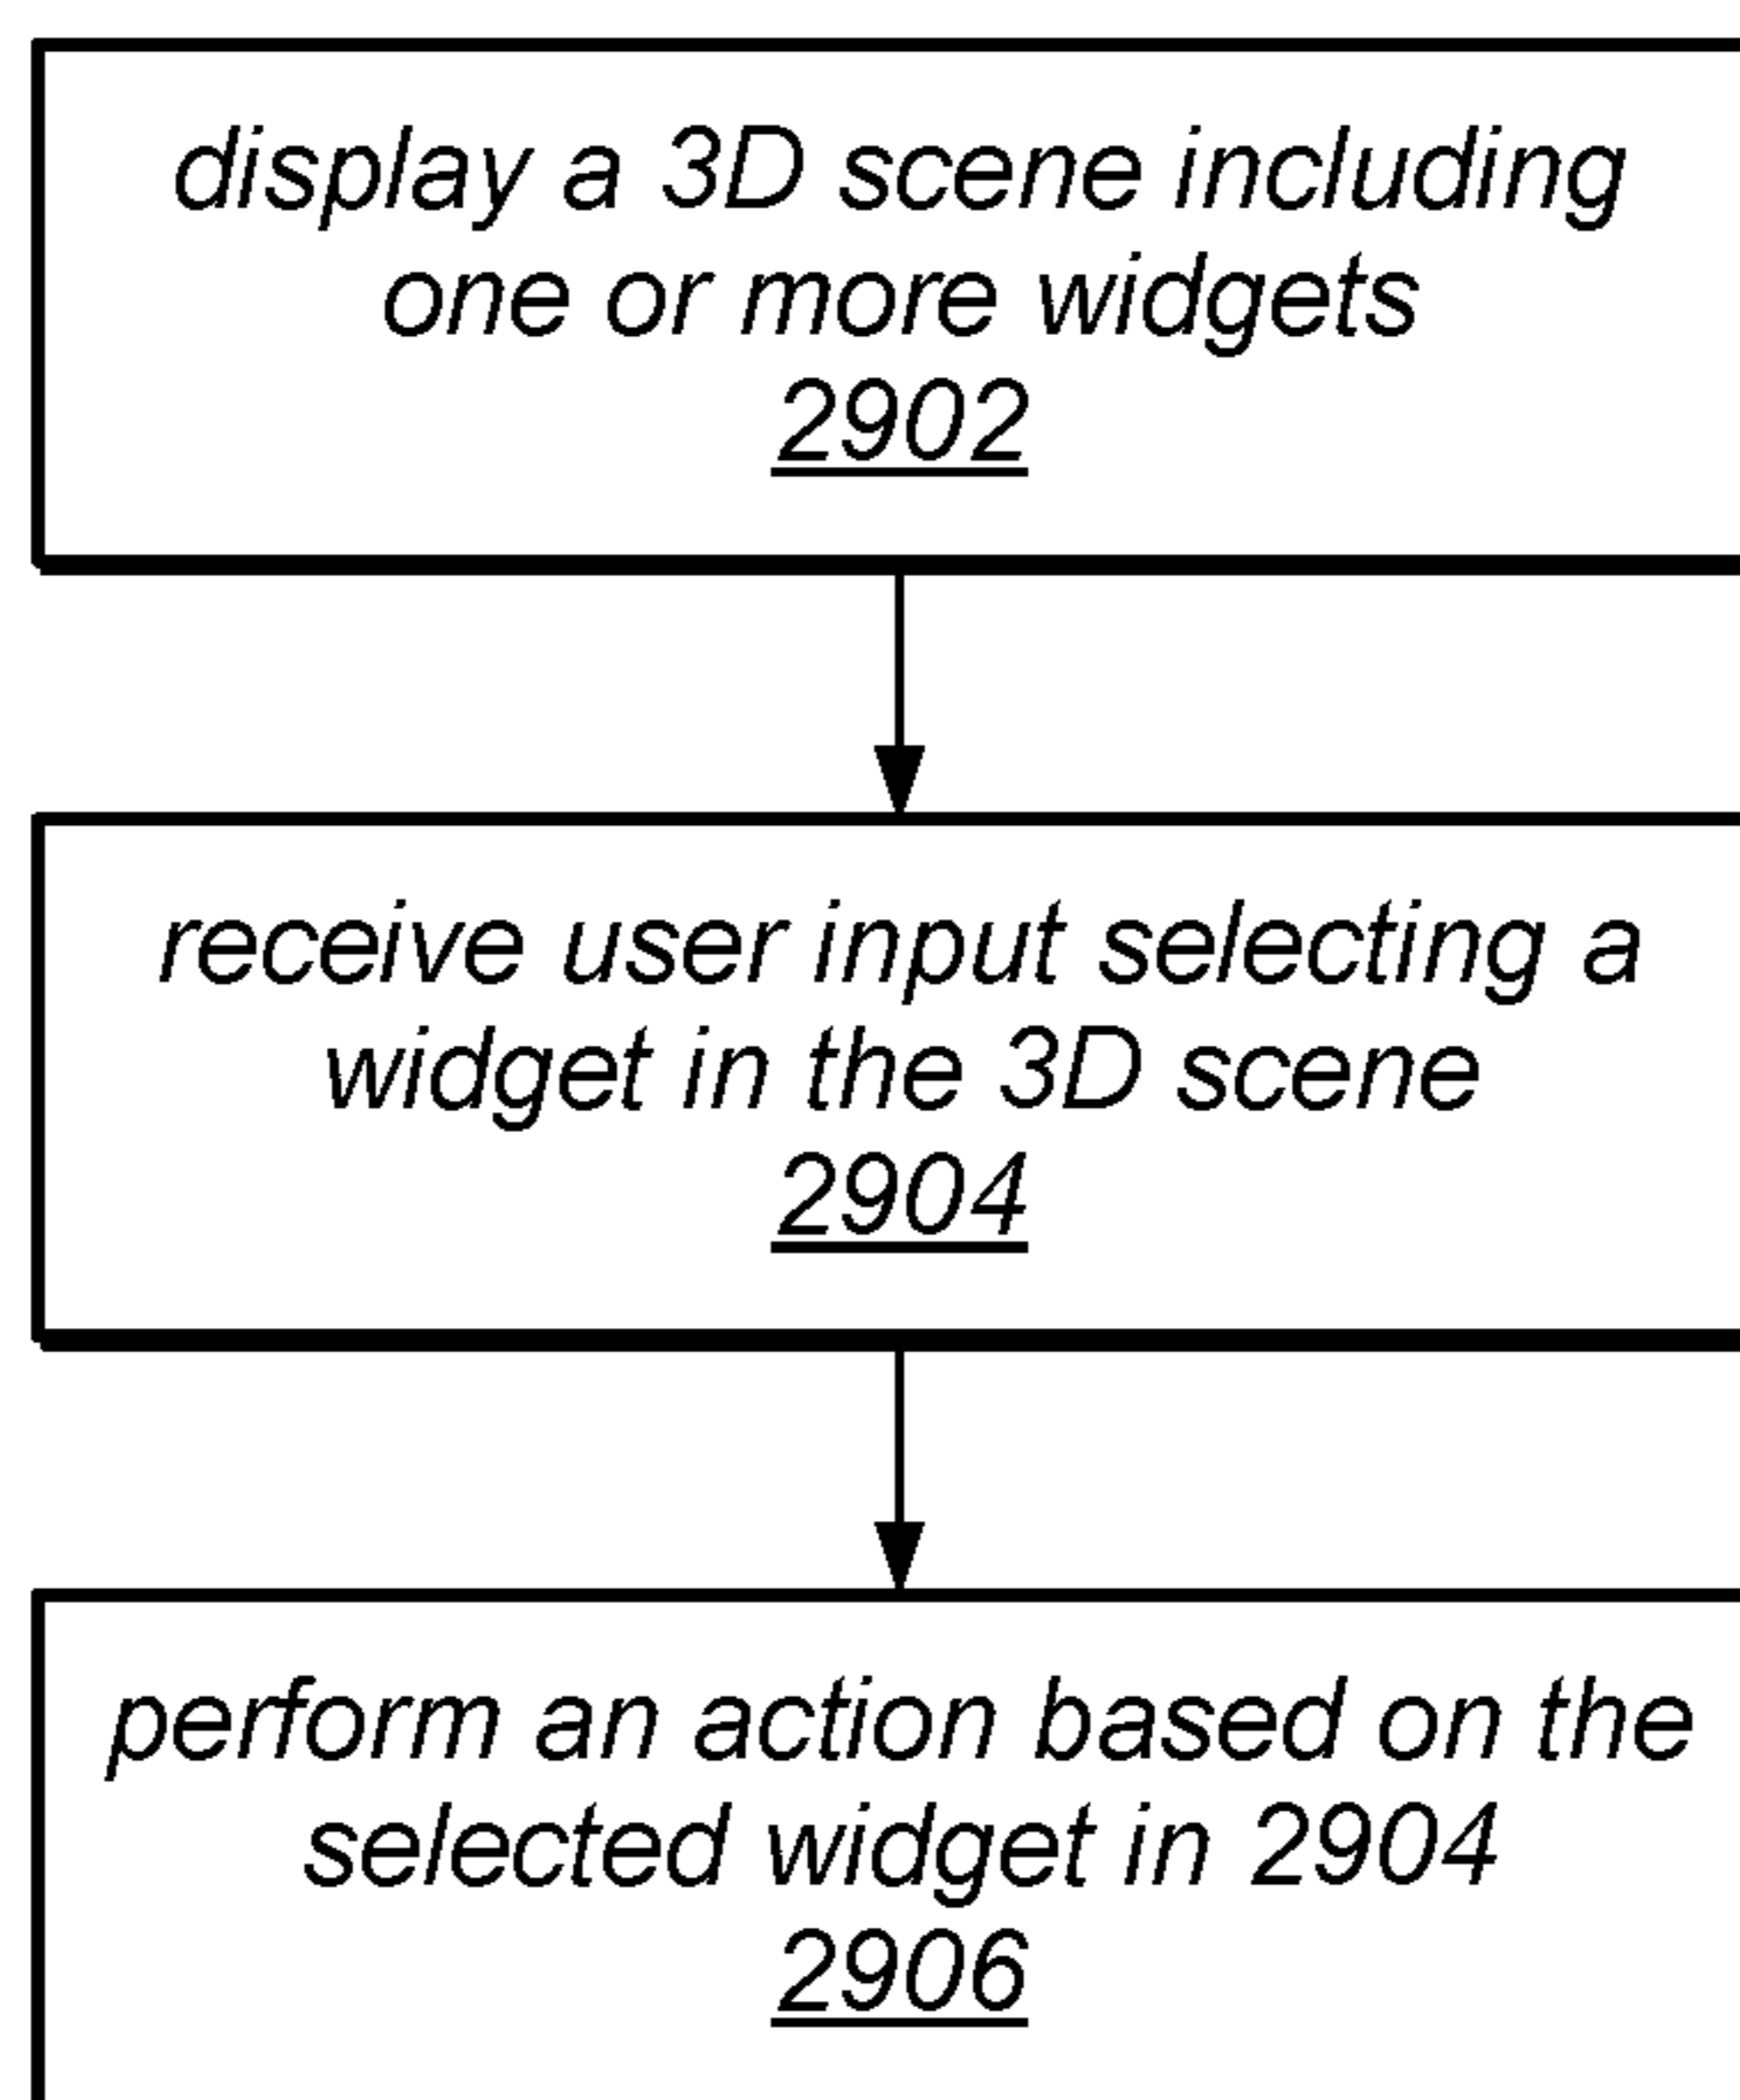 display a 3D scene including
one or more widgets
2902
receive user input selecting a
widget in the 3D scene
2904
perform an action based on the
selected widget in 2904
2906